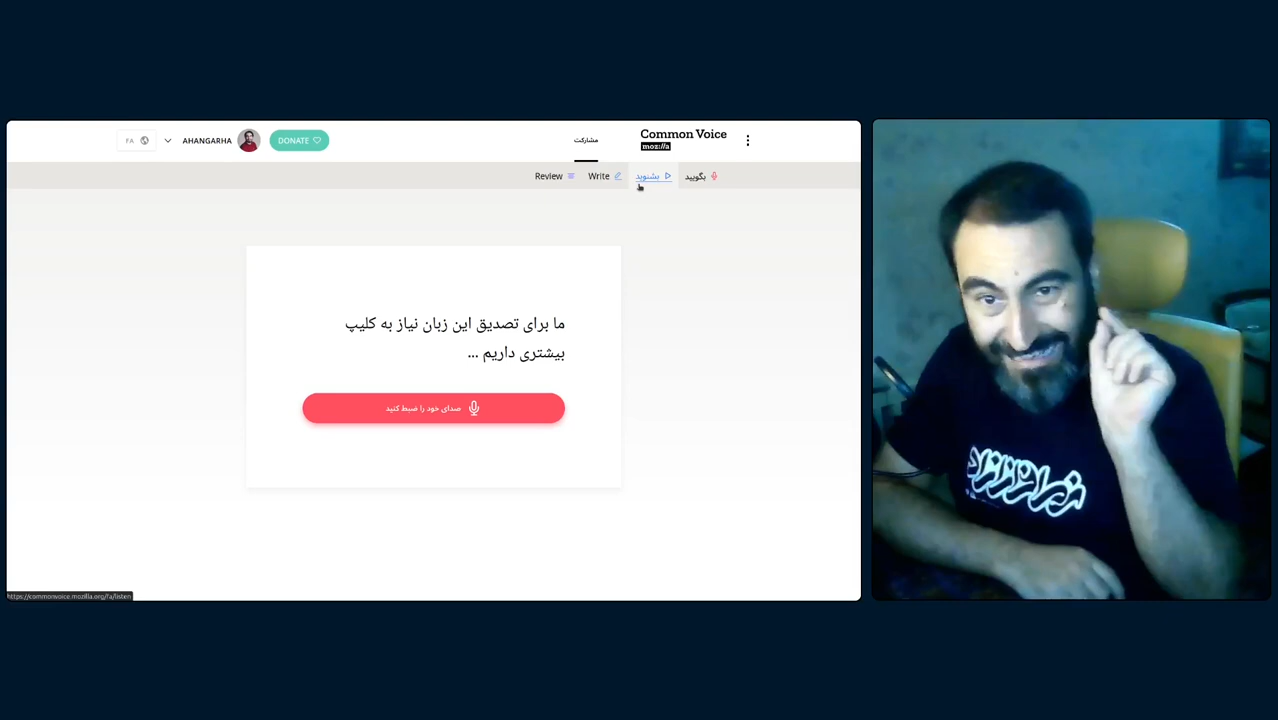 Common Voice
moz://a
مشارکت
DONATE
AHANGARHA
FA
بگویید
بشنوید
Write
Review
ما برای تصدیق این زبان نیاز به کلیپ
بیشتری داریم ...
صدای خود را ضبط کنید
https://commonvoice.mozilla.org/fa/listen